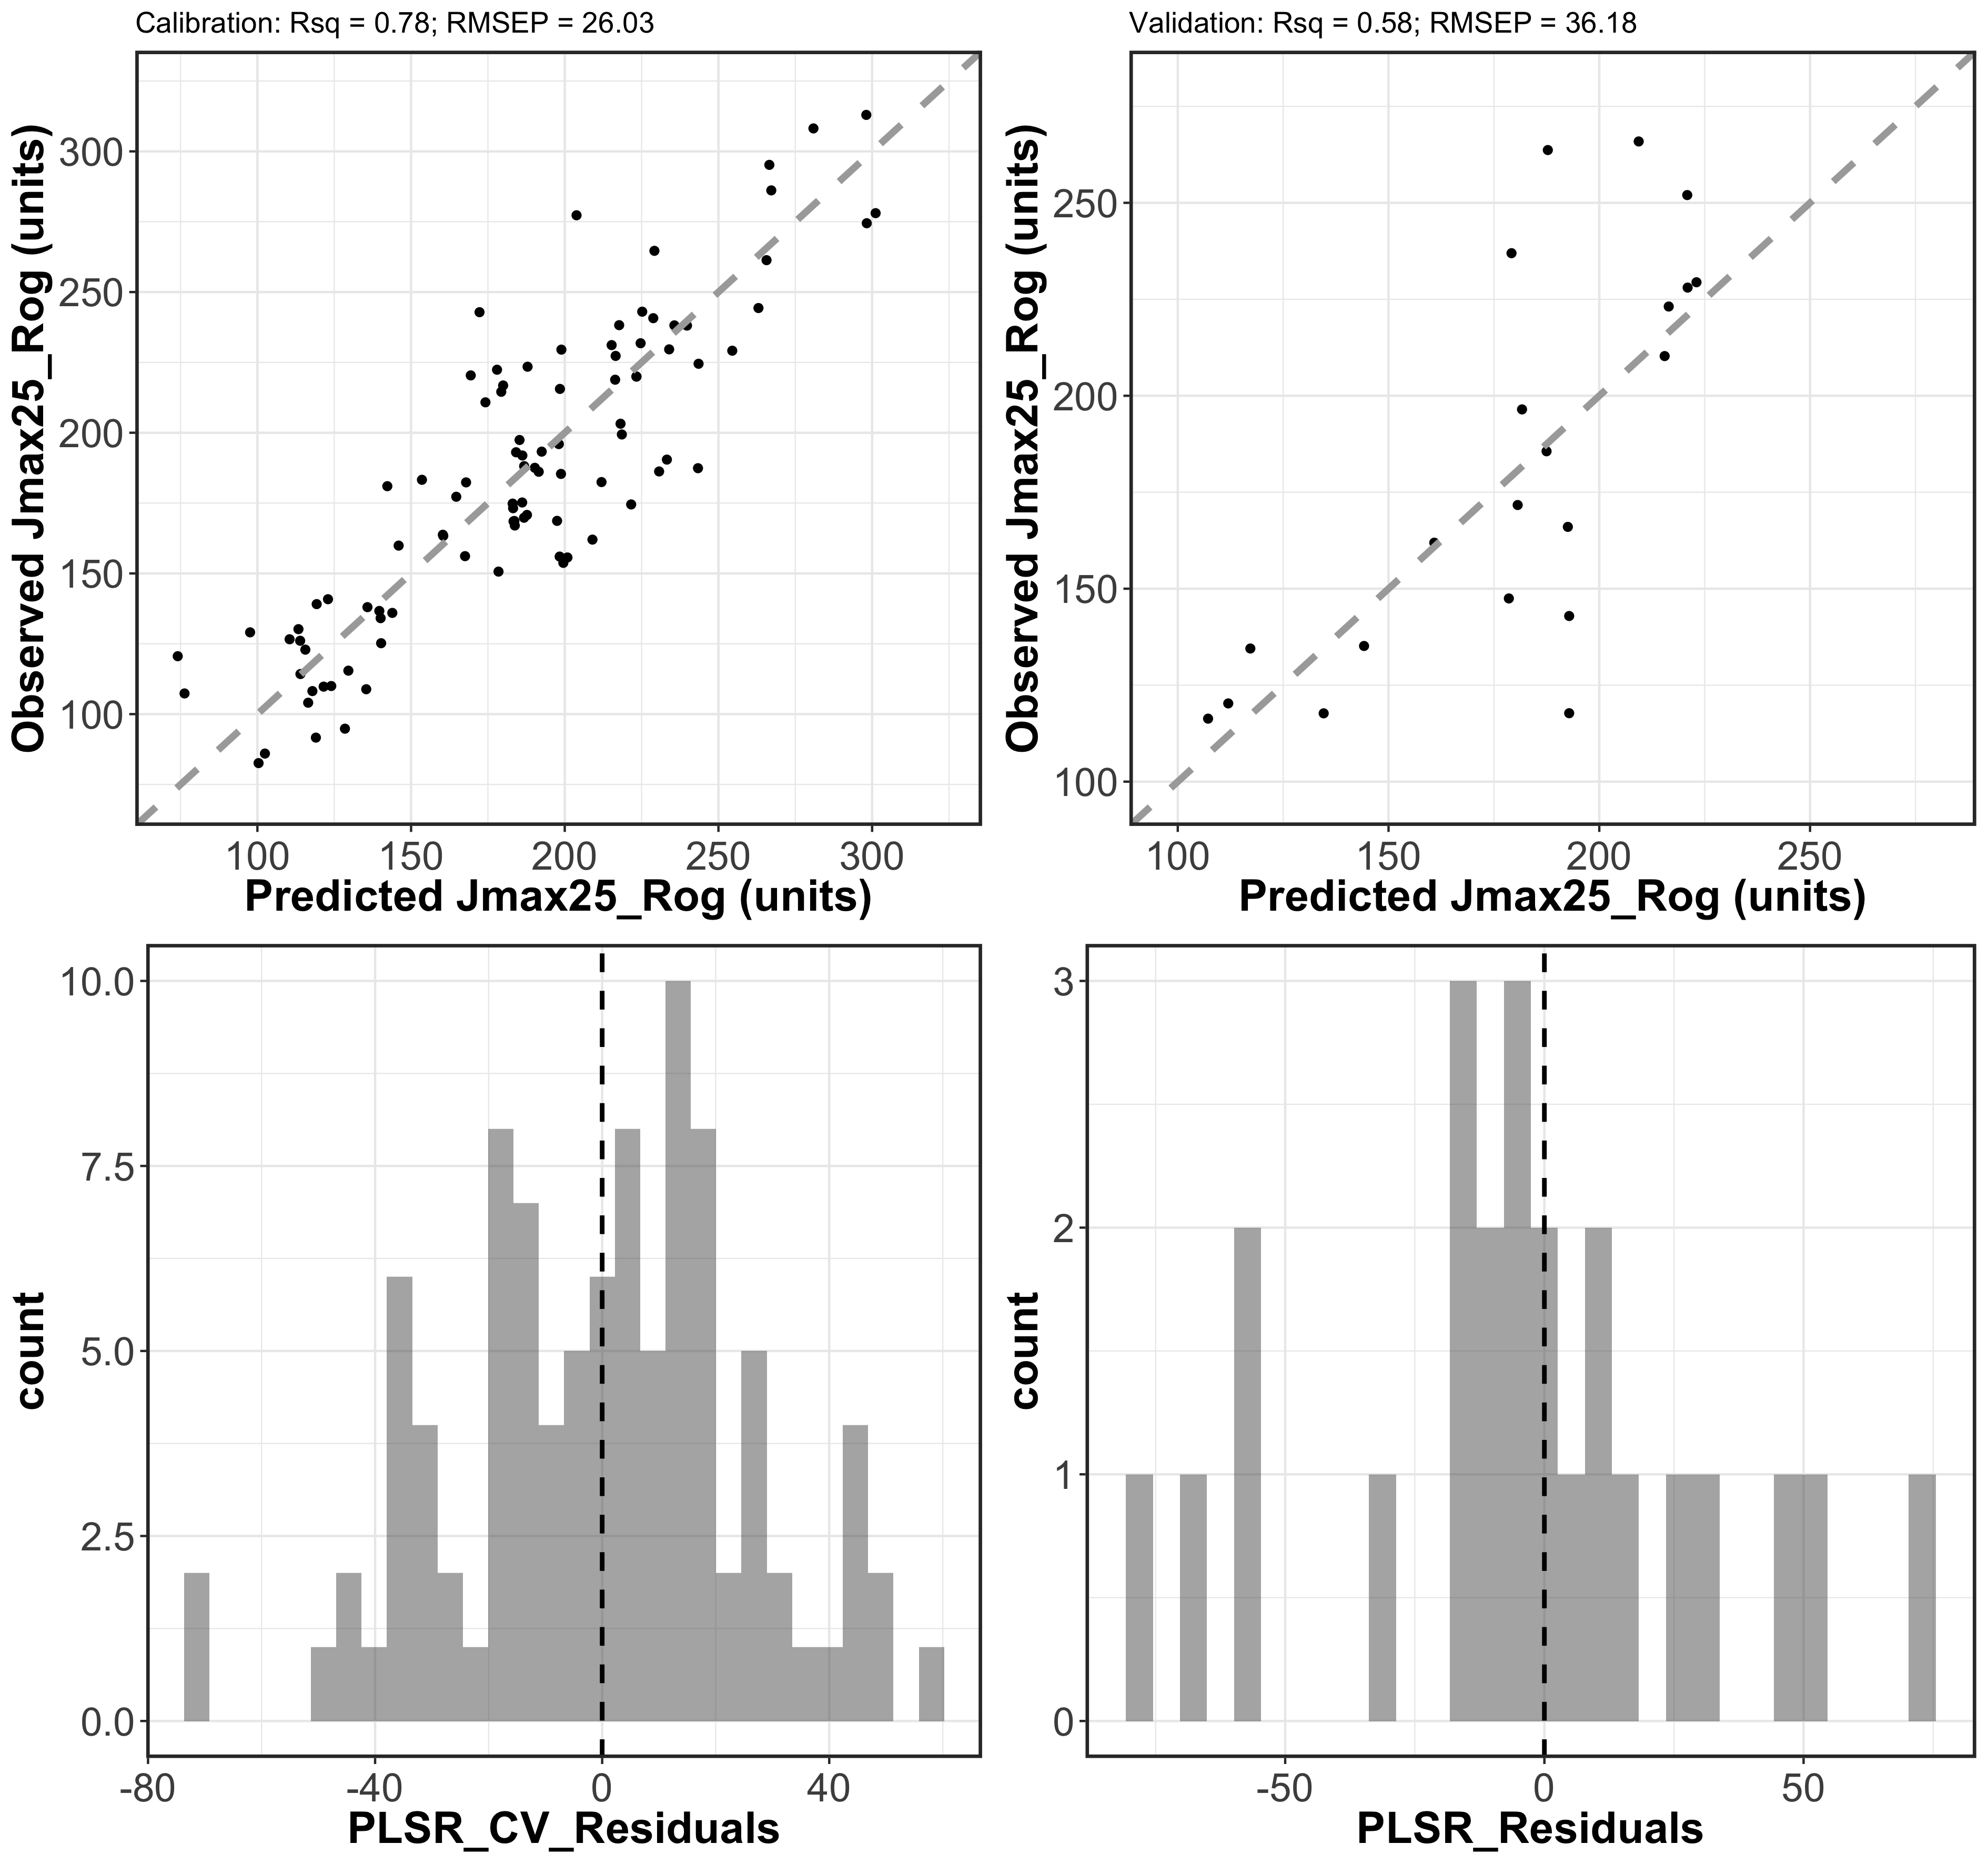 Calibration: Rsq = 0.78; RMSEP = 26.03
Observed Jmax25_Rog (units)
300
250
200
150
100
100 150 200 250 300
Predicted Jmax25_Rog (units)
Validation: Rsq = 0.58; RMSEP = 36.18
Observed Jmax25_Rog (units)
250
200
150
100
100 150 200 250
Predicted Jmax25_Rog (units)
count
10.0
7.5
5.0
2.5
0.0
-80 -40 0 40
PLSR_CV_Residuals
count
3
2
1
0
-50 0 50
PLSR_Residuals